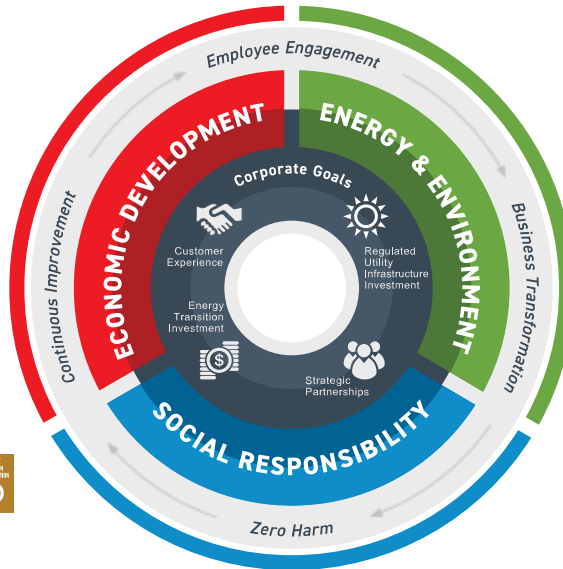 Employee Engagement
ECONOMIC DEVELOPMENT
ENERGY & ENVIRONMENT
Corporate Goals
Continuous Improvement
Business Transformation
Customer
Experience
Regulated
Utility
Infrastructure
Investment
Energy
Transition
Investment
$
Strategic
Partnerships
SOCIAL RESPONSIBILITY
Zero Harm